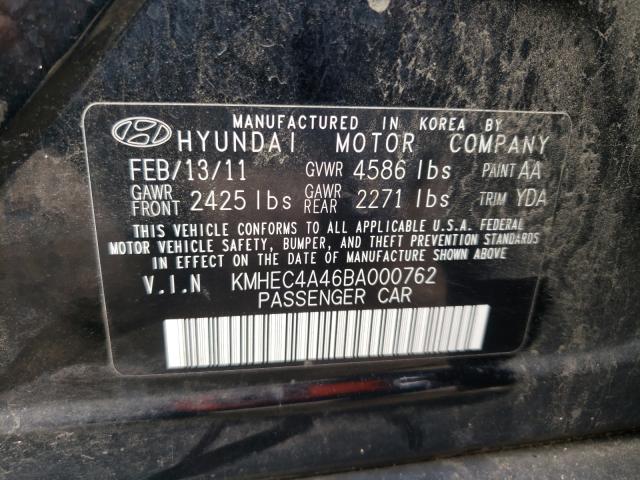 MANUFACTURED IN KOREA BY
HYUNDAI MOTOR COMPANY
FEB/13/11 GVWR 4586 lbs PAINT AA
GAWR FRONT 2425 lbs GAWR REAR 2271 lbs TRIM YDA
THIS VEHICLE CONFORMS TO ALL APPLICABLE U.S.A. FEDERAL
MOTOR VEHICLE SAFETY, BUMPER, AND THEFT PREVENTION STANDARDS
IN EFFECT ON THE DATE OF MANUFACTURE SHOWN ABOVE
V.I.N KMHEC4A46BA000762
PASSENGER CAR